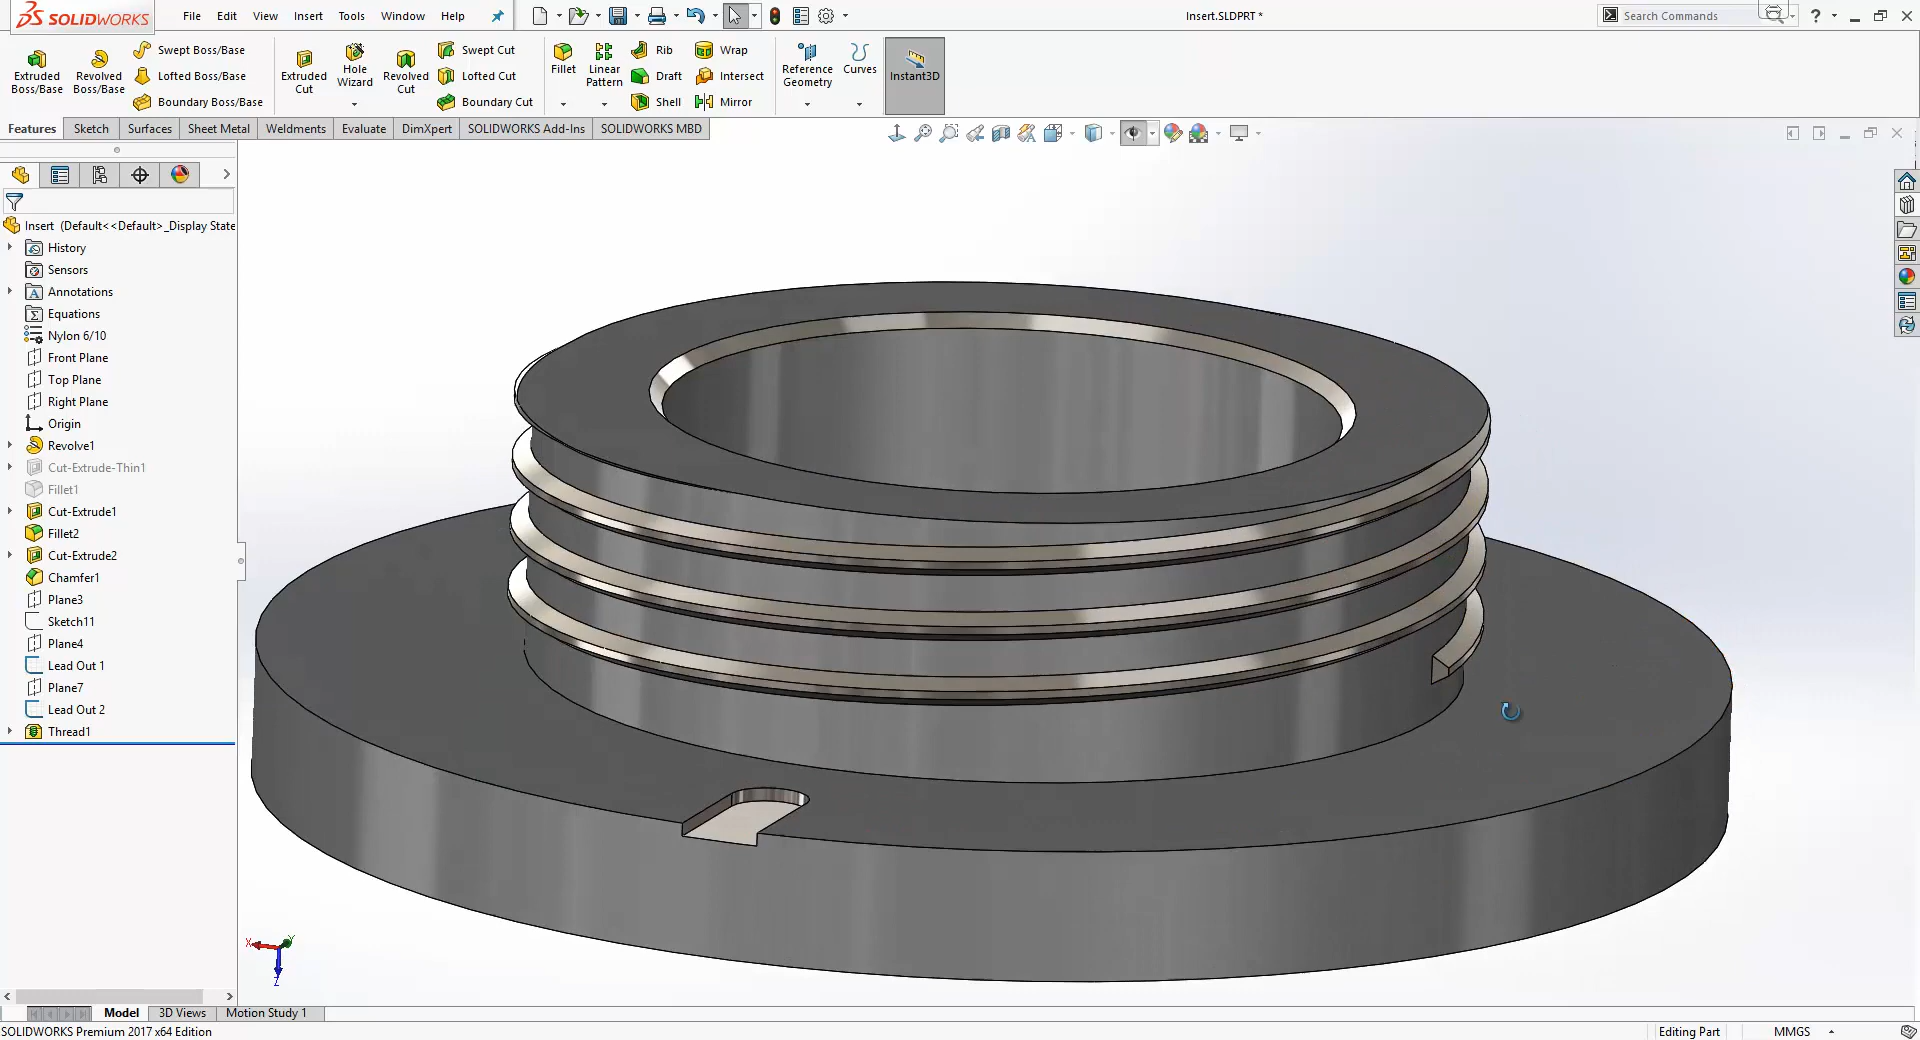 SOLIDWORKS
File Edit View Insert Tools Window Help
Insert.SLDPRT *
Search Commands
?
Extruded Boss/Base
Revolved Boss/Base
Swept Boss/Base
Lofted Boss/Base
Boundary Boss/Base
Extruded Cut
Hole Wizard
Revolved Cut
Swept Cut
Lofted Cut
Boundary Cut
Fillet
Linear Pattern
Rib
Draft
Shell
Wrap
Intersect
Mirror
Reference Geometry
Curves
Instant3D
Features Sketch Surfaces Sheet Metal Weldments Evaluate DimXpert SOLIDWORKS Add-Ins SOLIDWORKS MBD
Insert (Default<<Default>_Display State
History
Sensors
A Annotations
Σ Equations
Nylon 6/10
Front Plane
Top Plane
Right Plane
Origin
Revolve1
Cut-Extrude-Thin1
Fillet1
Cut-Extrude1
Fillet2
Cut-Extrude2
Chamfer1
Plane3
Sketch11
Plane4
Lead Out 1
Plane7
Lead Out 2
Thread1
X Y
Z
Model 3D Views Motion Study 1
SOLIDWORKS Premium 2017 x64 Edition
Editing Part MMGS